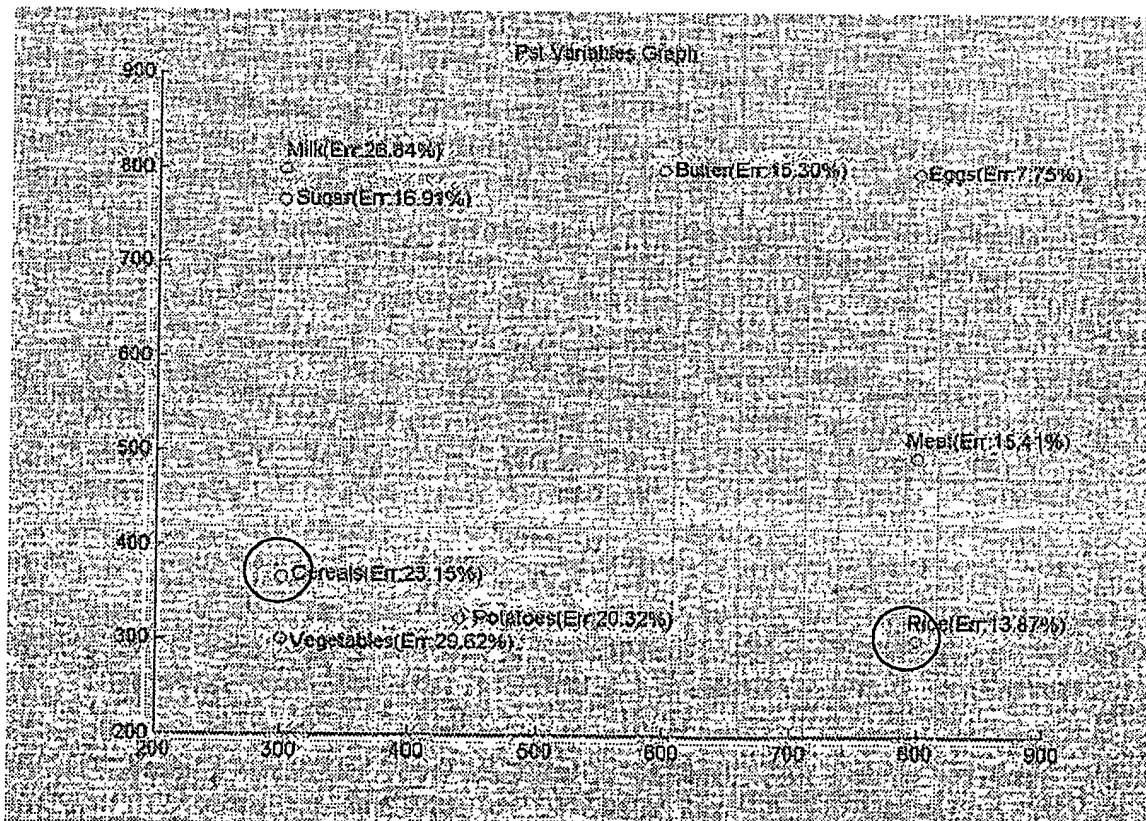 Psi Variables Graph
900
Milk(Err:26.84%)
800
Butter(Err:15.30%)
Eggs(Err:7.75%)
Sugar(Err:16.91%)
700
600
500
Meat(Err:15.41%)
400
Cereals(Err:23.15%)
Potatoes(Err:20.32%)
Rice(Err:13.87%)
300
Vegetables(Err:29.62%)
200
200 300 400 500 600 700 800 900